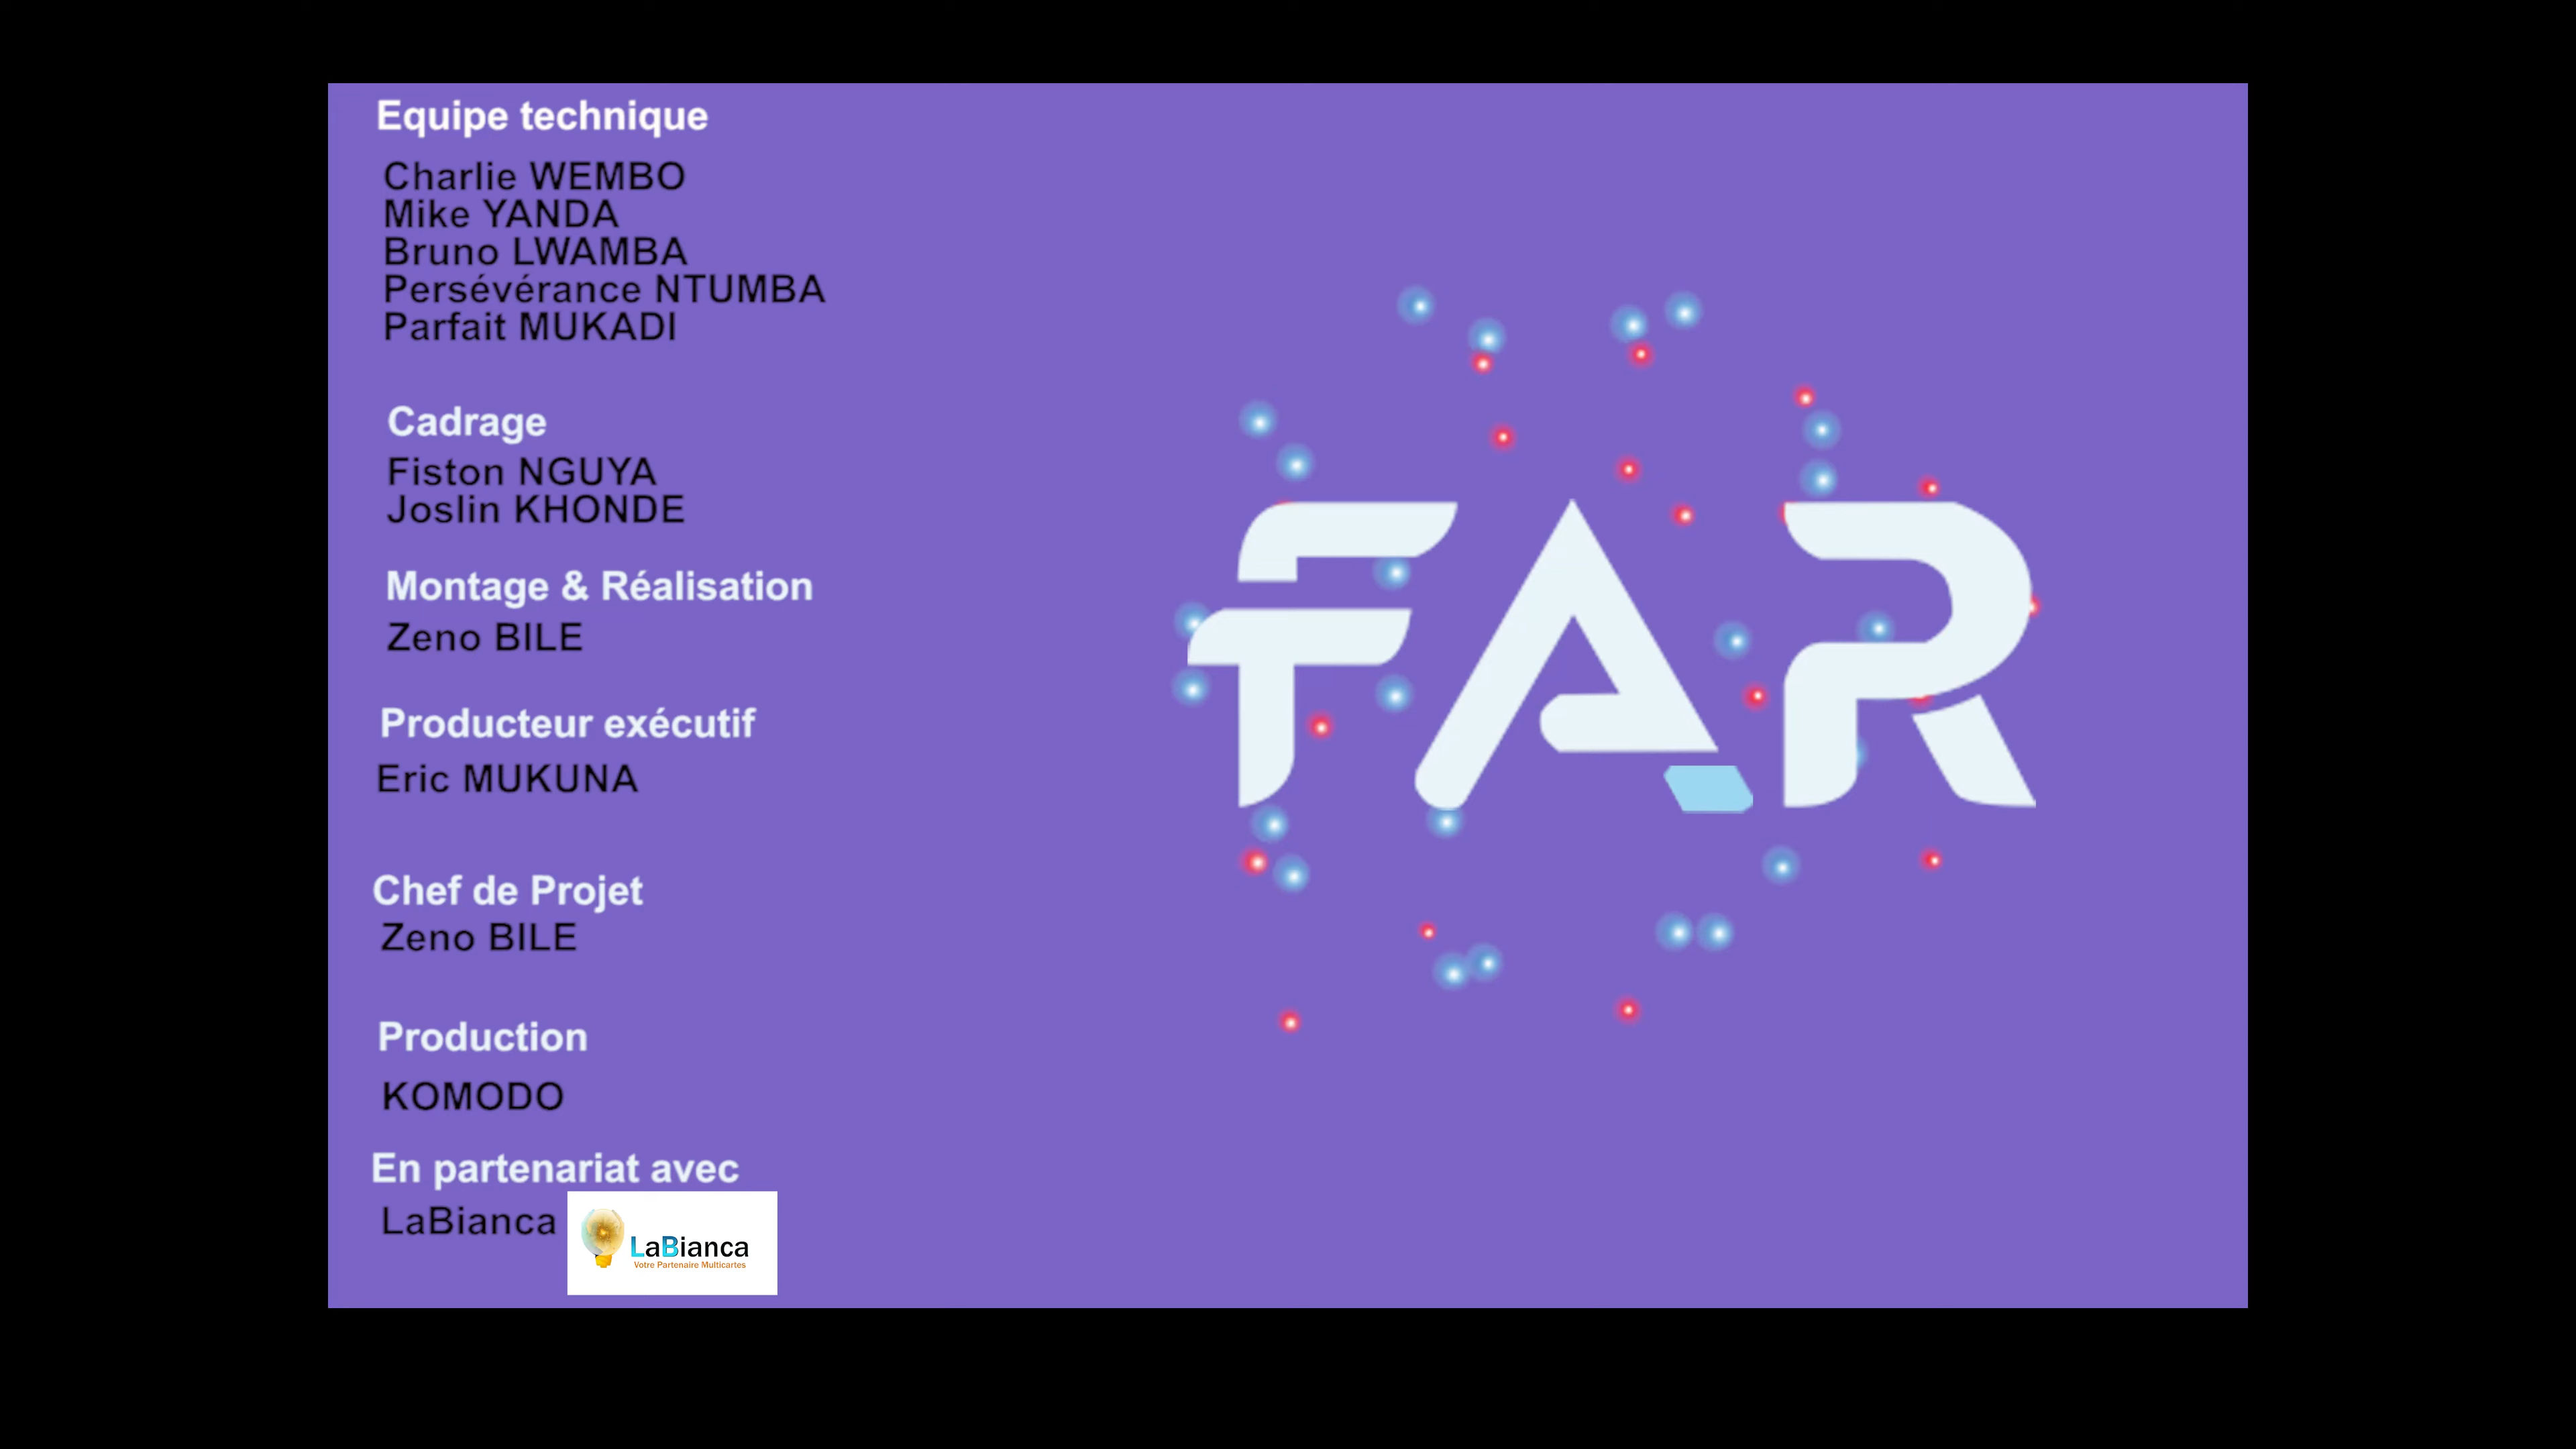 Equipe technique
Charlie WEMBO
Mike YANDA
Bruno LWAMBA
Persévérance NTUMBA
Parfait MUKADI
Cadrage
Fiston NGUYA
Joslin KHONDE
Montage & Réalisation
Zeno BILE
Producteur exécutif
Eric MUKUNA
Chef de Projet
Zeno BILE
Production
KOMODO
En partenariat avec
LaBianca
LaBianca
Votre Partenaire Multicartes
FAR